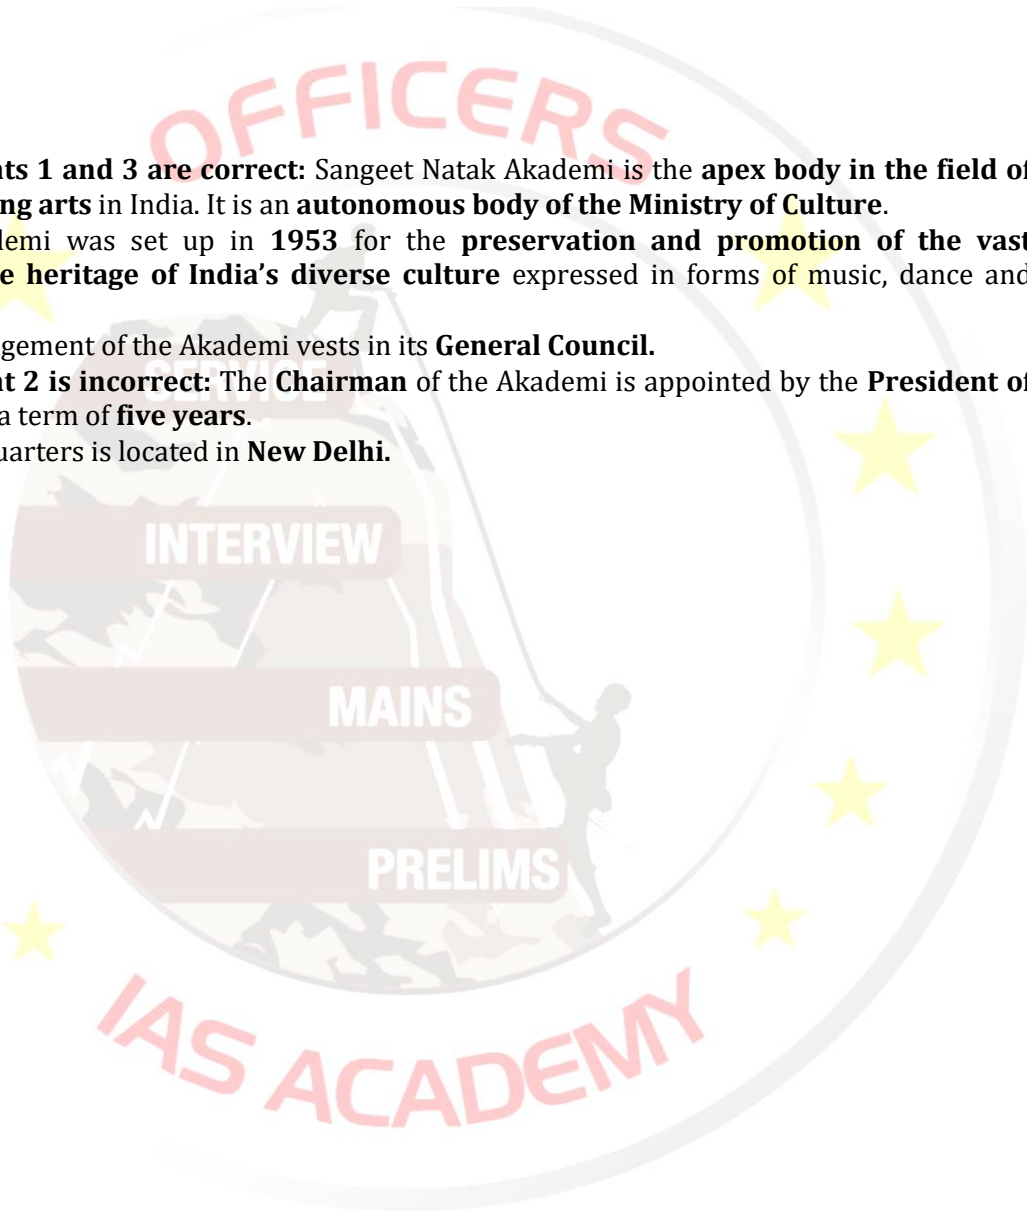 OFFICERS
ts 1 and 3 are correct: Sangeet Natak Akademi is the apex body in the field of
ng arts in India. It is an autonomous body of the Ministry of Culture.
demi was set up in 1953 for the preservation and promotion of the vast
e heritage of India's diverse culture expressed in forms of music, dance and
gement of the Akademi vests in its General Council.
SERVICE
t 2 is incorrect: The Chairman of the Akademi is appointed by the President of
a term of five years.
uarters is located in New Delhi.
INTERVIEW
MAINS
PRELIMS
IAS ACADEMY